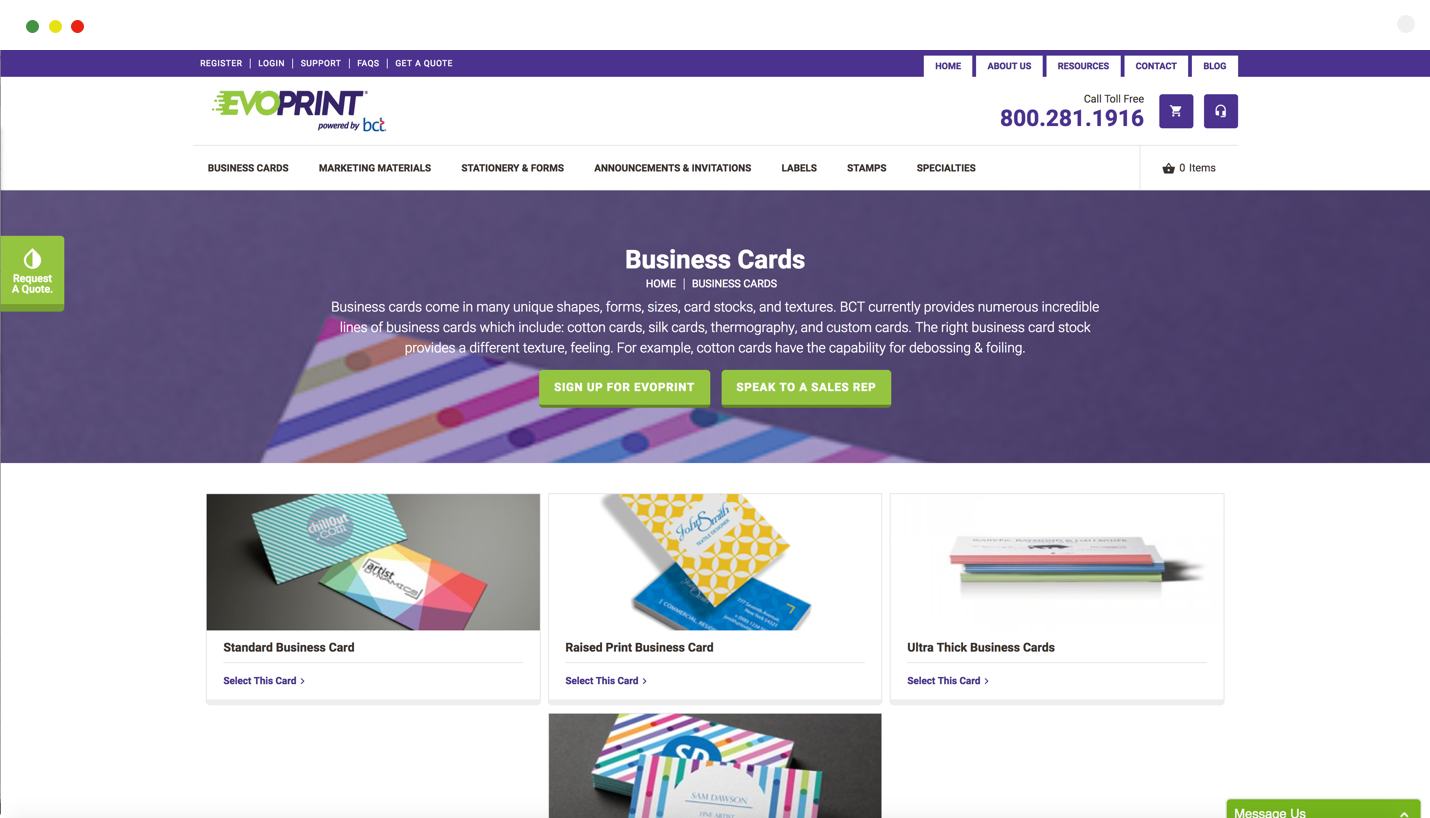 REGISTER | LOGIN | SUPPORT | FAQS | GET A QUOTE
HOME ABOUT US RESOURCES CONTACT BLOG
EVOPRINT
powered by bct
Call Toll Free
800.281.1916
BUSINESS CARDS MARKETING MATERIALS STATIONERY & FORMS ANNOUNCEMENTS & INVITATIONS LABELS STAMPS SPECIALTIES 0 Items
Request
A Quote.
Business Cards
HOME | BUSINESS CARDS
Business cards come in many unique shapes, forms, sizes, card stocks, and textures. BCT currently provides numerous incredible
lines of business cards which include: cotton cards, silk cards, thermography, and custom cards. The right business card stock
provides a different texture, feeling. For example, cotton cards have the capability for debossing & foiling.
SIGN UP FOR EVOPRINT SPEAK TO A SALES REP
chillOut
.com
artist
DYNAMICS
John Smith
TEXTILE DESIGNER
Standard Business Card Raised Print Business Card Ultra Thick Business Cards
Select This Card > Select This Card > Select This Card >
SD
SAM DAWSON
FINE ARTIST
Message Us